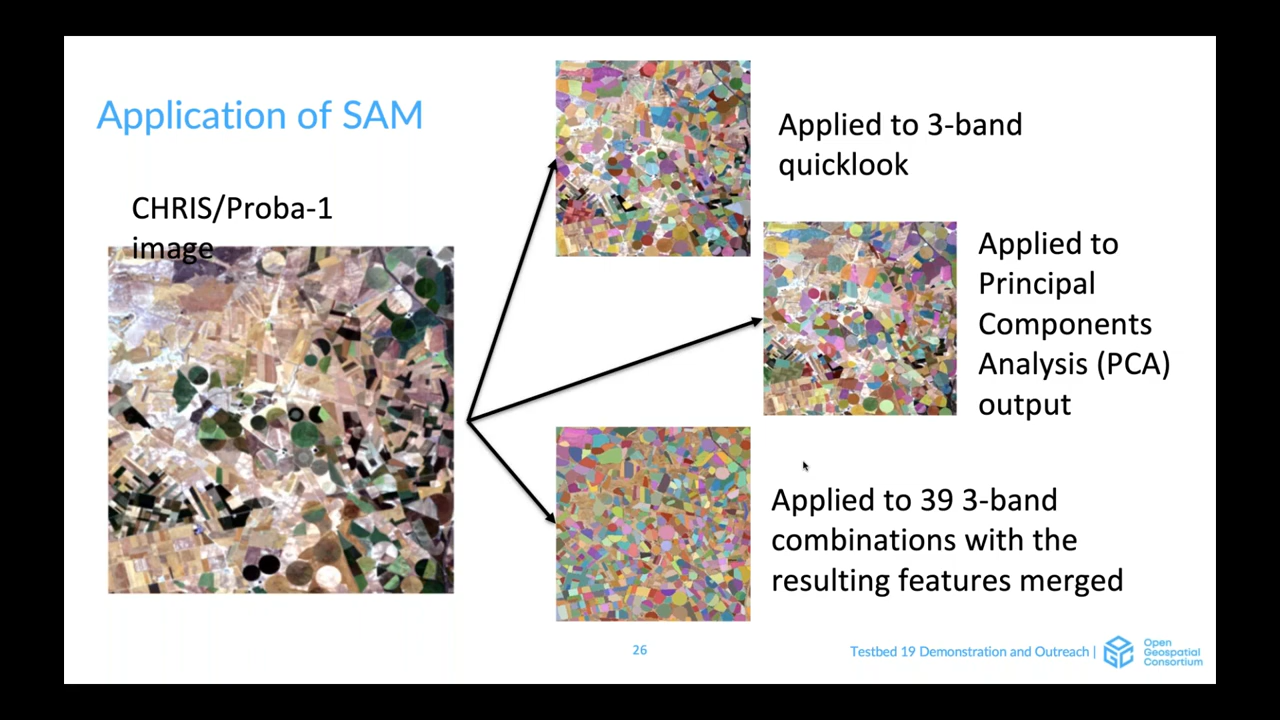 Application of SAM
CHRIS/Proba-1
image
Applied to 3-band
quicklook
Applied to
Principal
Components
Analysis (PCA)
output
Applied to 39 3-band
combinations with the
resulting features merged
26
Testbed 19 Demonstration and Outreach |
Open
Geospatial
Consortium